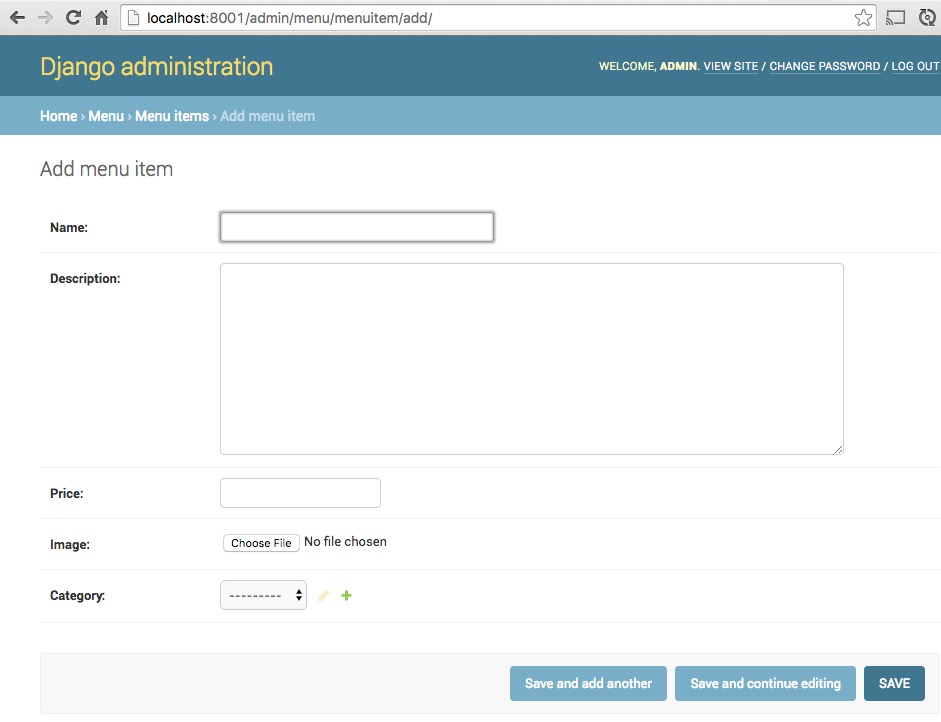 localhost:8001/admin/menu/menuitem/add/
Django administration
WELCOME, ADMIN. VIEW SITE / CHANGE PASSWORD / LOG OUT
Home › Menu › Menu items › Add menu item
Add menu item
Name:
Description:
Price:
Image: Choose File No file chosen
Category: ---------
Save and add another Save and continue editing SAVE